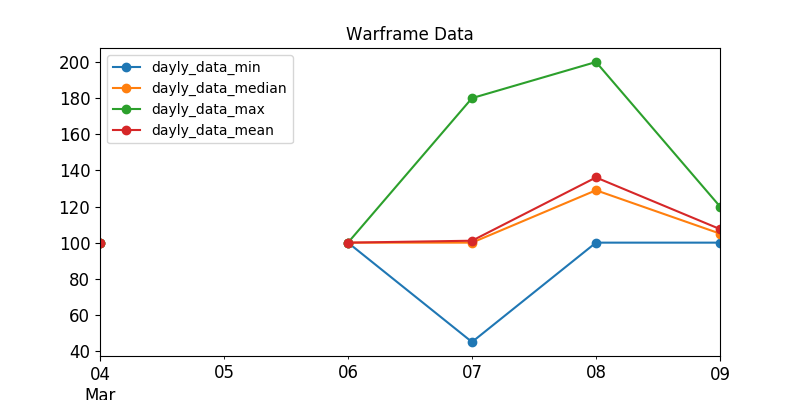 Warframe Data
dayly_data_min
dayly_data_median
dayly_data_max
dayly_data_mean
200
180
160
140
120
100
80
60
40
04 05 06 07 08 09
Mar